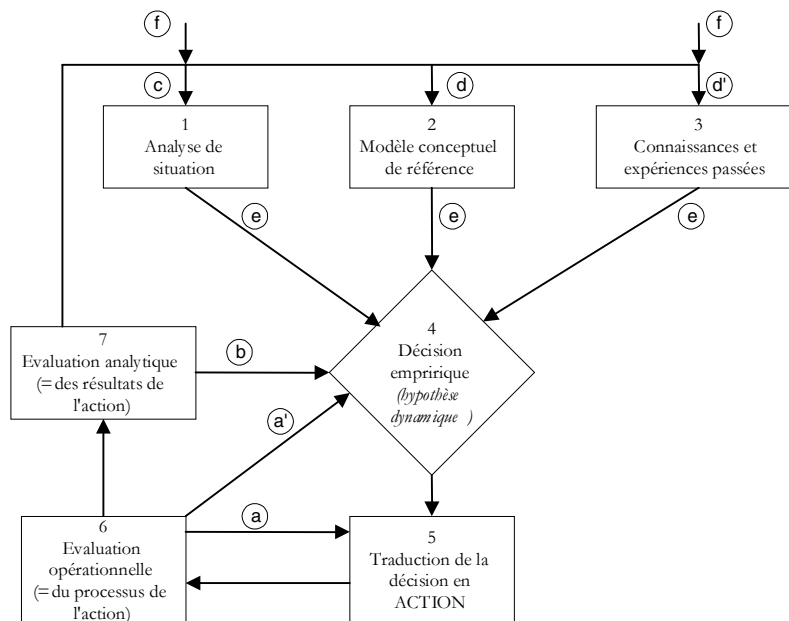 f
f
c
d
d'
1
Analyse de
situation
2
Modèle conceptuel
de référence
3
Connaissances et
expériences passées
e
e
e
4
Décision
empririque
(hypothèse
dynamique )
7
Evaluation analytique
(= des résultats de
l'action)
b
a'
a
6
Evaluation
opérationnelle
(= du processus de
l'action)
5
Traduction de la
décision en
ACTION